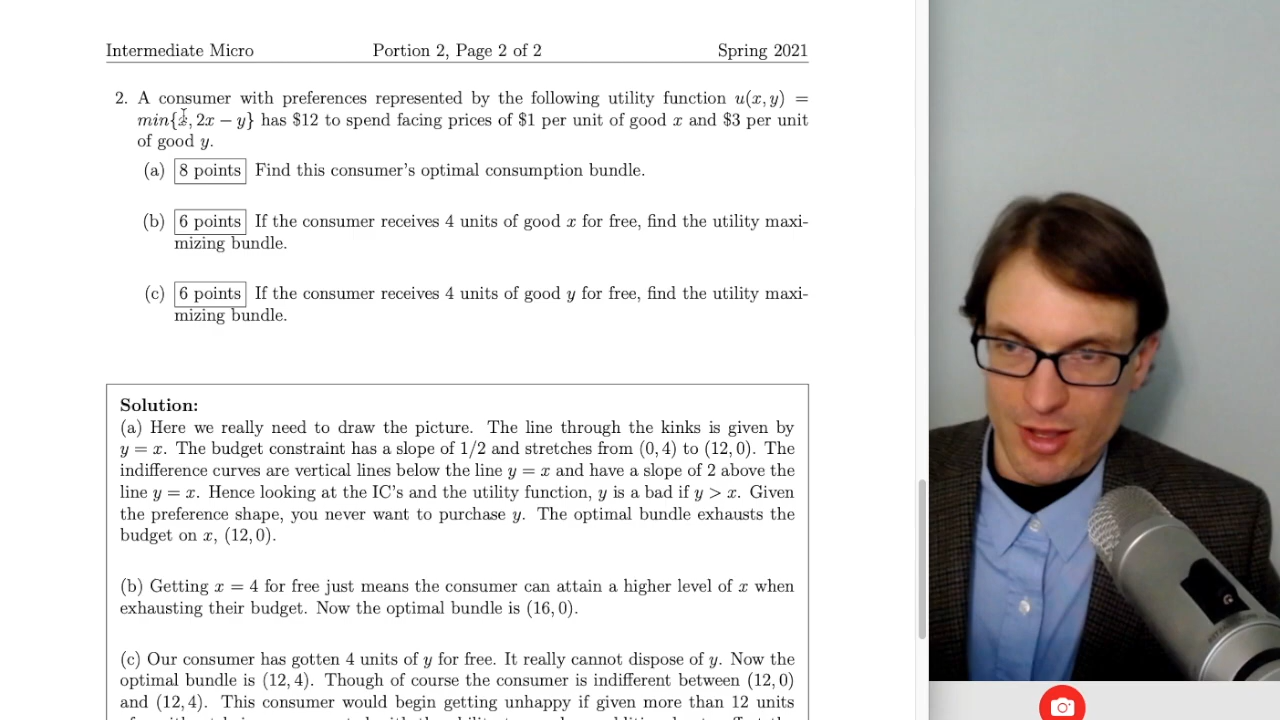 Intermediate Micro Portion 2, Page 2 of 2 Spring 2021
2. A consumer with preferences represented by the following utility function u(x, y) =
min{x, 2x − y} has $12 to spend facing prices of $1 per unit of good x and $3 per unit
of good y.
(a) 8 points Find this consumer's optimal consumption bundle.
(b) 6 points If the consumer receives 4 units of good x for free, find the utility maxi-
mizing bundle.
(c) 6 points If the consumer receives 4 units of good y for free, find the utility maxi-
mizing bundle.
Solution:
(a) Here we really need to draw the picture. The line through the kinks is given by
y = x. The budget constraint has a slope of 1/2 and stretches from (0, 4) to (12, 0). The
indifference curves are vertical lines below the line y = x and have a slope of 2 above the
line y = x. Hence looking at the IC's and the utility function, y is a bad if y > x. Given
the preference shape, you never want to purchase y. The optimal bundle exhausts the
budget on x, (12, 0).
(b) Getting x = 4 for free just means the consumer can attain a higher level of x when
exhausting their budget. Now the optimal bundle is (16, 0).
(c) Our consumer has gotten 4 units of y for free. It really cannot dispose of y. Now the
optimal bundle is (12, 4). Though of course the consumer is indifferent between (12, 0)
and (12, 4). This consumer would begin getting unhappy if given more than 12 units